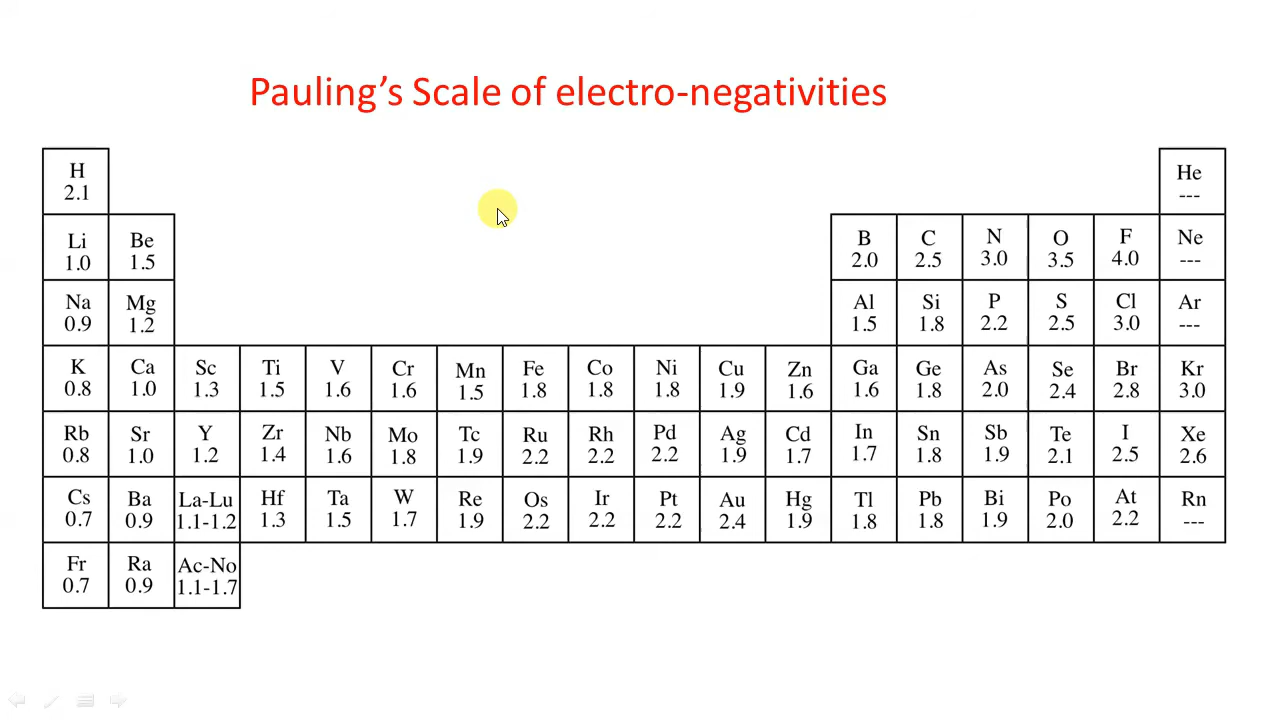 Pauling’s Scale of electro-negativities
H He
2.1 ---
Li Be B C N O F Ne
1.0 1.5 2.0 2.5 3.0 3.5 4.0 ---
Na Mg Al Si P S Cl Ar
0.9 1.2 1.5 1.8 2.2 2.5 3.0 ---
K Ca Sc Ti V Cr Mn Fe Co Ni Cu Zn Ga Ge As Se Br Kr
0.8 1.0 1.3 1.5 1.6 1.6 1.5 1.8 1.8 1.8 1.9 1.6 1.6 1.8 2.0 2.4 2.8 3.0
Rb Sr Y Zr Nb Mo Tc Ru Rh Pd Ag Cd In Sn Sb Te I Xe
0.8 1.0 1.2 1.4 1.6 1.8 1.9 2.2 2.2 2.2 1.9 1.7 1.7 1.8 1.9 2.1 2.5 2.6
Cs Ba La-Lu Hf Ta W Re Os Ir Pt Au Hg Tl Pb Bi Po At Rn
0.7 0.9 1.1-1.2 1.3 1.5 1.7 1.9 2.2 2.2 2.2 2.4 1.9 1.8 1.8 1.9 2.0 2.2 ---
Fr Ra Ac-No
0.7 0.9 1.1-1.7